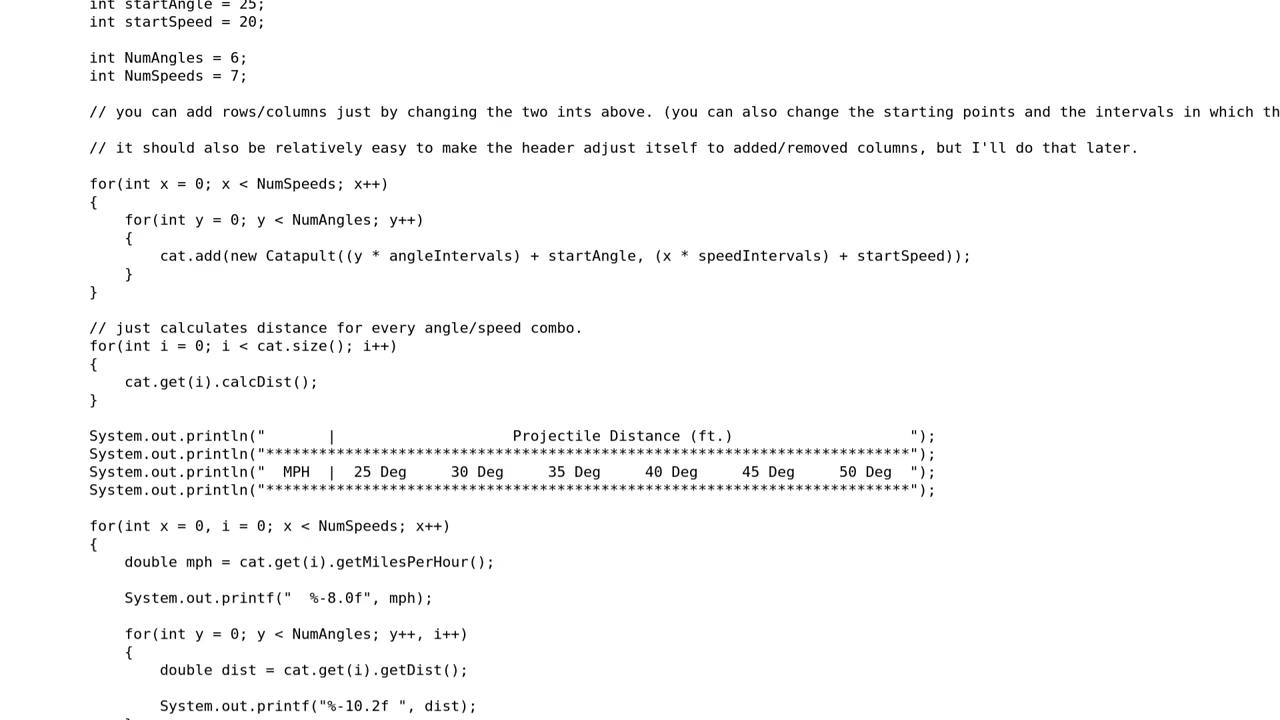 int startAngle = 25;
int startSpeed = 20;

int NumAngles = 6;
int NumSpeeds = 7;

// you can add rows/columns just by changing the two ints above. (you can also change the starting points and the intervals in which th

// it should also be relatively easy to make the header adjust itself to added/removed columns, but I'll do that later.

for(int x = 0; x < NumSpeeds; x++)
{
    for(int y = 0; y < NumAngles; y++)
    {
        cat.add(new Catapult((y * angleIntervals) + startAngle, (x * speedIntervals) + startSpeed));
    }
}

// just calculates distance for every angle/speed combo.
for(int i = 0; i < cat.size(); i++)
{
    cat.get(i).calcDist();
}

System.out.println("       |                    Projectile Distance (ft.)                    ");
System.out.println("*************************************************************************");
System.out.println("  MPH  |  25 Deg     30 Deg     35 Deg     40 Deg     45 Deg     50 Deg  ");
System.out.println("*************************************************************************");

for(int x = 0, i = 0; x < NumSpeeds; x++)
{
    double mph = cat.get(i).getMilesPerHour();

    System.out.printf("  %-8.0f", mph);

    for(int y = 0; y < NumAngles; y++, i++)
    {
        double dist = cat.get(i).getDist();

        System.out.printf("%-10.2f ", dist);
    }